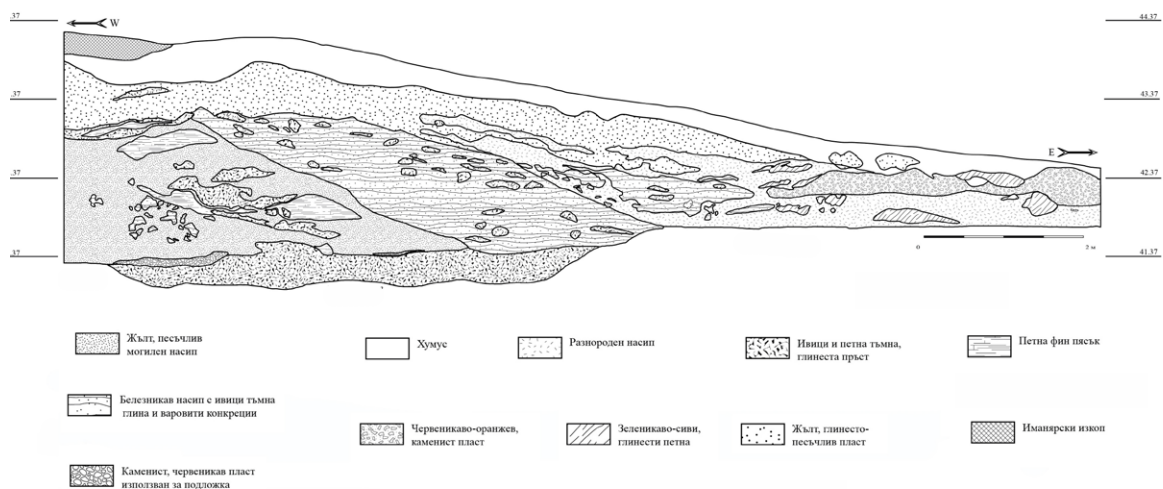 .37
W
44.37
.37
43.37
E
.37
42.37
.37
0
2 м
41.37
Жълт, песъчлив
могилен насип
Хумус
Разнороден насип
Ивици и петна тъмна,
глинеста пръст
Петна фин пясък
Белезникав насип с ивици тъмна
глина и варовити конкреции
Червеникаво-оранжев,
каменист пласт
Зеленикаво-сиви,
глинести петна
Жълт, глинесто-
песъчлив пласт
Иманярски изкоп
Каменист, червеникав пласт
използван за подложка